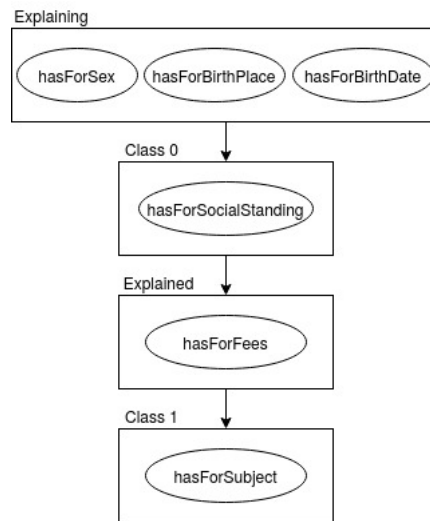 Explaining
hasForSex hasForBirthPlace hasForBirthDate
Class 0
hasForSocialStanding
Explained
hasForFees
Class 1
hasForSubject